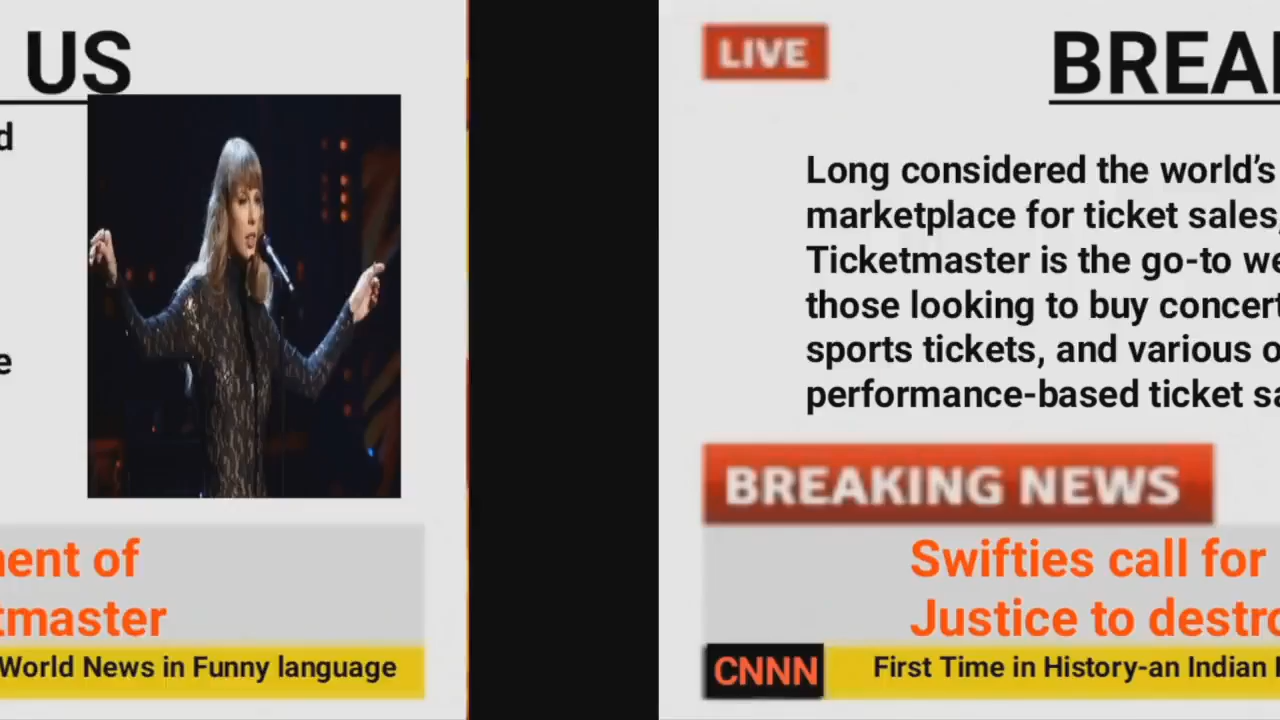 US
d
e
ent of
tmaster
World News in Funny language
LIVE
BREA
Long considered the world's
marketplace for ticket sales,
Ticketmaster is the go-to we
those looking to buy concert
sports tickets, and various o
performance-based ticket sa
BREAKING NEWS
Swifties call for
Justice to destro
CNNN
First Time in History-an Indian